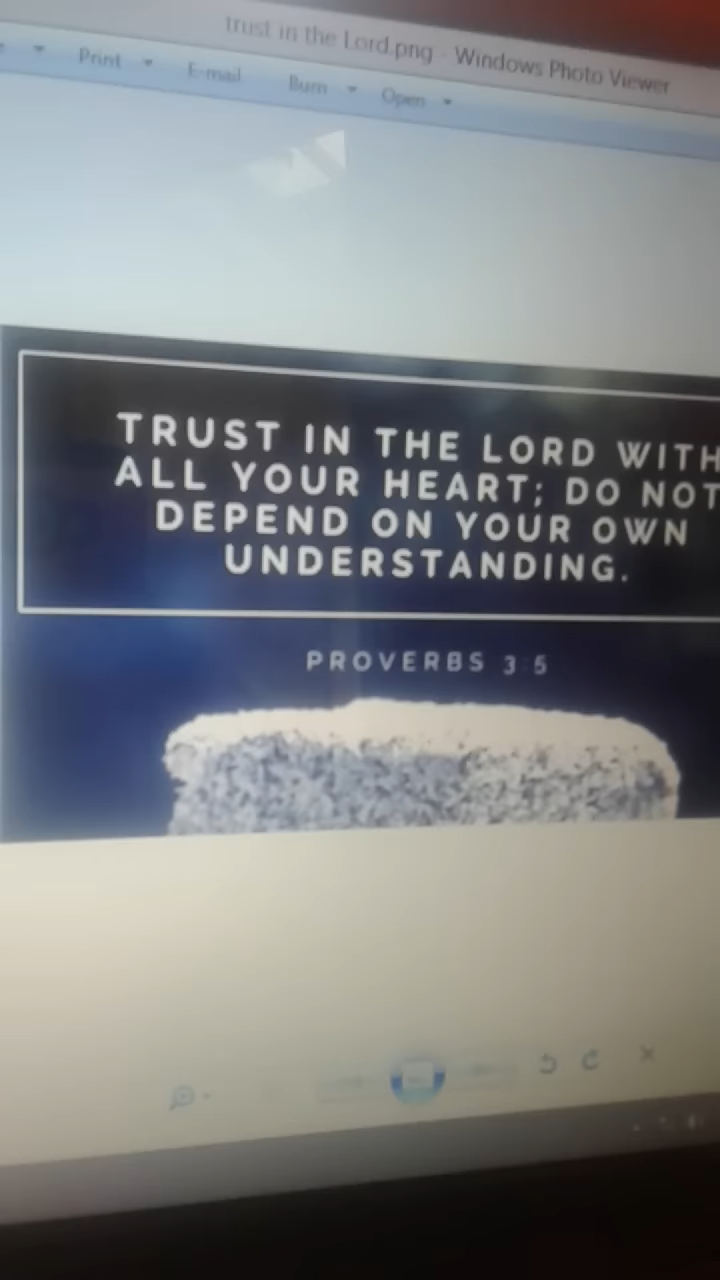 trust in the Lord.png - Windows Photo Viewer
Print E-mail Burn Open
TRUST IN THE LORD WITH
ALL YOUR HEART; DO NOT
DEPEND ON YOUR OWN
UNDERSTANDING.
PROVERBS 3:5